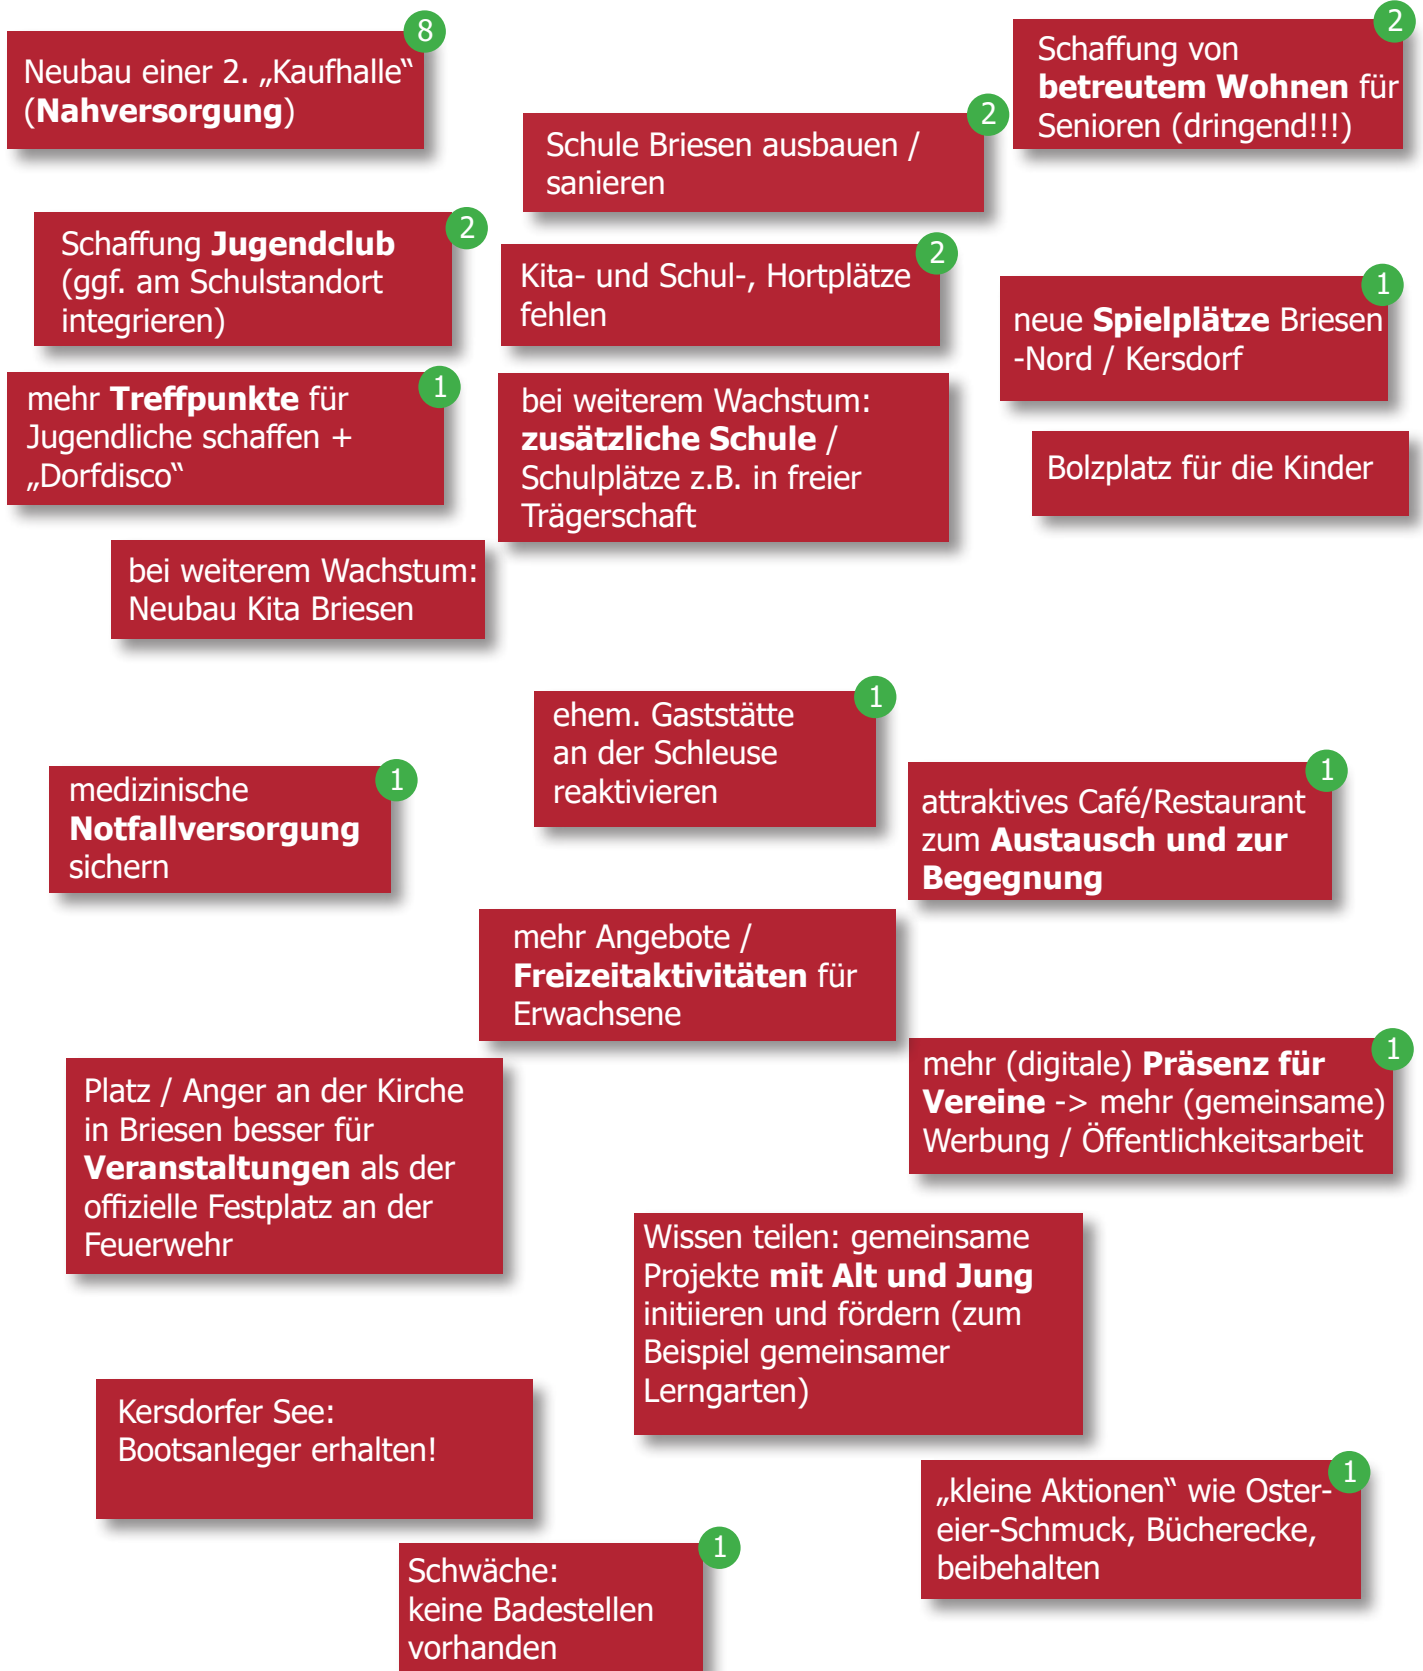 8
Neubau einer 2. „Kaufhalle“
(Nahversorgung)
2
Schaffung von
betreutem Wohnen für
Senioren (dringend!!!)
2
Schule Briesen ausbauen /
sanieren
2
Schaffung Jugendclub
(ggf. am Schulstandort
integrieren)
2
Kita- und Schul-, Hortplätze
fehlen
1
neue Spielplätze Briesen
-Nord / Kersdorf
1
mehr Treffpunkte für
Jugendliche schaffen +
„Dorfdisco“
bei weiterem Wachstum:
zusätzliche Schule /
Schulplätze z.B. in freier
Trägerschaft
Bolzplatz für die Kinder
bei weiterem Wachstum:
Neubau Kita Briesen
1
ehem. Gaststätte
an der Schleuse
reaktivieren
1
medizinische
Notfallversorgung
sichern
1
attraktives Café/Restaurant
zum Austausch und zur
Begegnung
mehr Angebote /
Freizeitaktivitäten für
Erwachsene
1
mehr (digitale) Präsenz für
Vereine -> mehr (gemeinsame)
Werbung / Öffentlichkeitsarbeit
Platz / Anger an der Kirche
in Briesen besser für
Veranstaltungen als der
offizielle Festplatz an der
Feuerwehr
Wissen teilen: gemeinsame
Projekte mit Alt und Jung
initiieren und fördern (zum
Beispiel gemeinsamer
Lerngarten)
Kersdorfer See:
Bootsanleger erhalten!
1
„kleine Aktionen“ wie Oster-
eier-Schmuck, Bücherecke,
beibehalten
1
Schwäche:
keine Badestellen
vorhanden